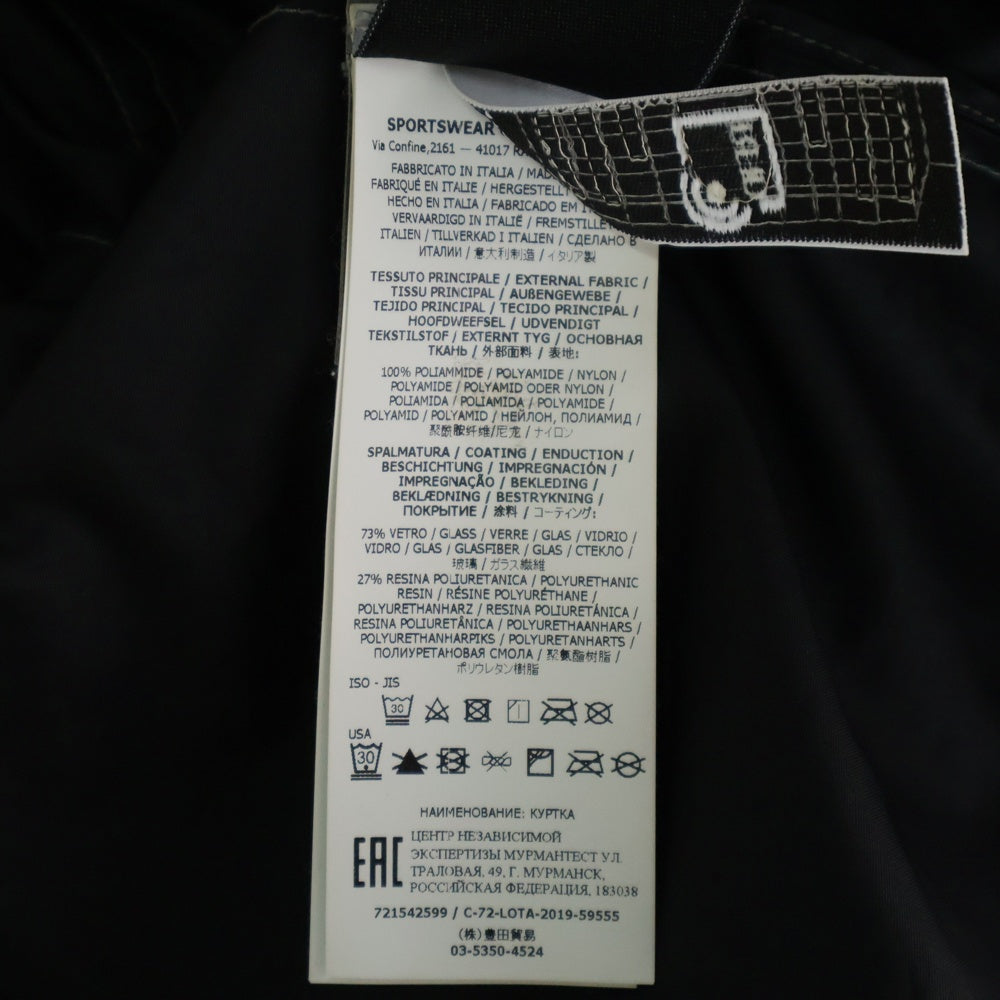 SPORTSWEAR
Via Confine,2161 — 41017
FABBRICATO IN ITALIA /
FABRIQUÉ EN ITALIE / HERGESTELLT
HECHO EN ITALIA / FABRICADO EM
VERVAARDIGD IN ITALIË / FREMSTILLET
ITALIEN / TILLVERKAD I ITALIEN / СДЕЛАНО В
ИТАЛИИ / 意大利制造 / イタリア製
TESSUTO PRINCIPALE / EXTERNAL FABRIC /
TISSU PRINCIPAL / AUßENGEWEBE /
TEJIDO PRINCIPAL / TECIDO PRINCIPAL /
HOOFDWEEFSEL / UDVENDIGT
TEKSTILSTOF / EXTERNT TYG / ОСНОВНАЯ
ТКАНЬ / 外部面料 / 表地:
100% POLIAMMIDE / POLYAMIDE / NYLON /
POLYAMIDE / POLYAMID ODER NYLON /
POLIAMIDA / POLIAMIDA / POLYAMIDE /
POLYAMID / POLYAMID / НЕЙЛОН, ПОЛИАМИД /
聚酰胺纤维/尼龙 / ナイロン
SPALMATURA / COATING / ENDUCTION /
BESCHICHTUNG / IMPREGNACIÓN /
IMPREGNAÇÃO / BEKLEDING /
BEKLÆDNING / BESTRYKNING /
ПОКРЫТИЕ / 涂料 / コーティング:
73% VETRO / GLASS / VERRE / GLAS / VIDRIO /
VIDRO / GLAS / GLASFIBER / GLAS / СТЕКЛО /
玻璃 / ガラス繊維
27% RESINA POLIURETANICA / POLYURETHANIC
RESIN / RÉSINE POLYURÉTHANE /
POLYURETHANHARZ / RESINA POLIURETÁNICA /
RESINA POLIURETÂNICA / POLYURETHAANHARS /
POLYURETHANHARPIKS / POLYURETANHARTS /
ПОЛИУРЕТАНОВАЯ СМОЛА / 聚氨酯树脂 /
ポリウレタン樹脂
ISO - JIS
30
USA
30
НАИМЕНОВАНИЕ: КУРТКА
EAC
ЦЕНТР НЕЗАВИСИМОЙ
ЭКСПЕРТИЗЫ МУРМАНТЕСТ УЛ.
ТРАЛОВАЯ, 49, Г. МУРМАНСК,
РОССИЙСКАЯ ФЕДЕРАЦИЯ, 183038
721542599 / C-72-LOTA-2019-59555
(株)豊田貿易
03-5350-4524